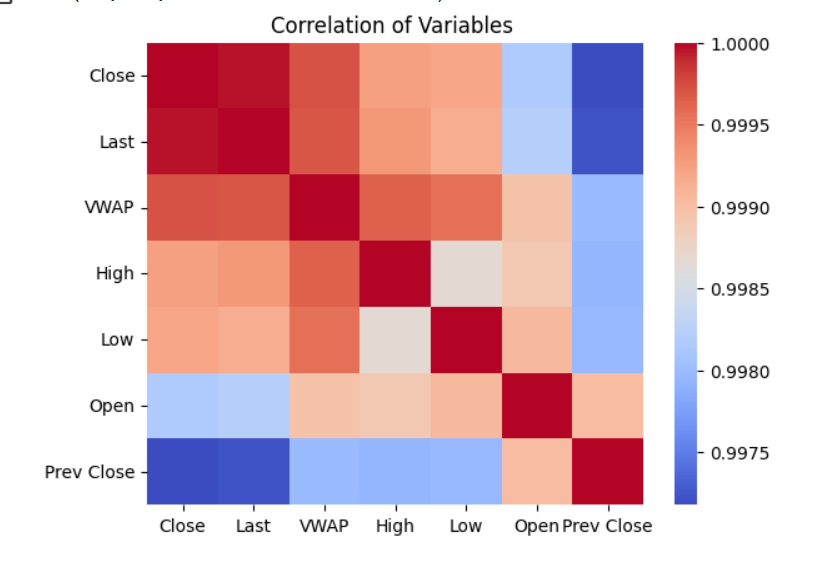 Correlation of Variables
Close
Last
VWAP
High
Low
Open
Prev Close
Close Last VWAP High Low Open Prev Close
1.0000
0.9995
0.9990
0.9985
0.9980
0.9975